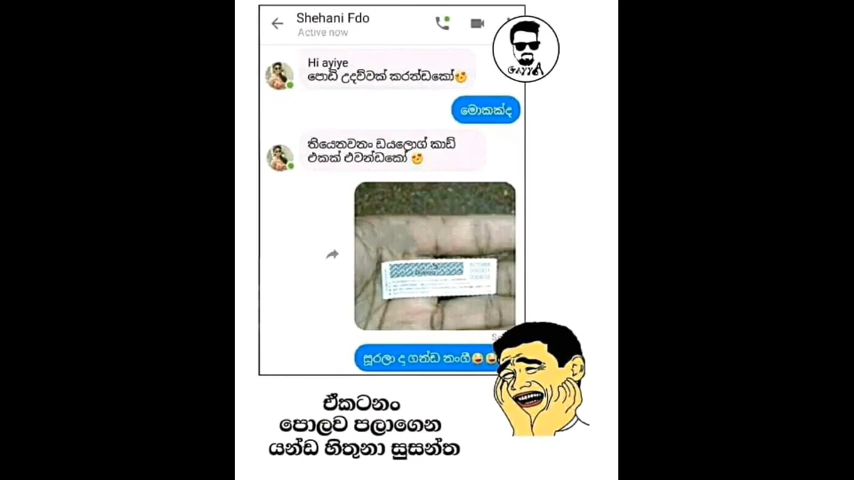 Shehani Fdo
Active now
Hi ayiye
පොඩි උදව්වක් කරන්ඩකෝ
මොකක්ද
තියෙනවනං ඩයලොග් කාඩ්
එකක් එවන්ඩකෝ
සූරලා දා ගන්ඩ නංගී
ඒකටනං
පොලව පලාගෙන
යන්ඩ හිතුනා සුසන්ත